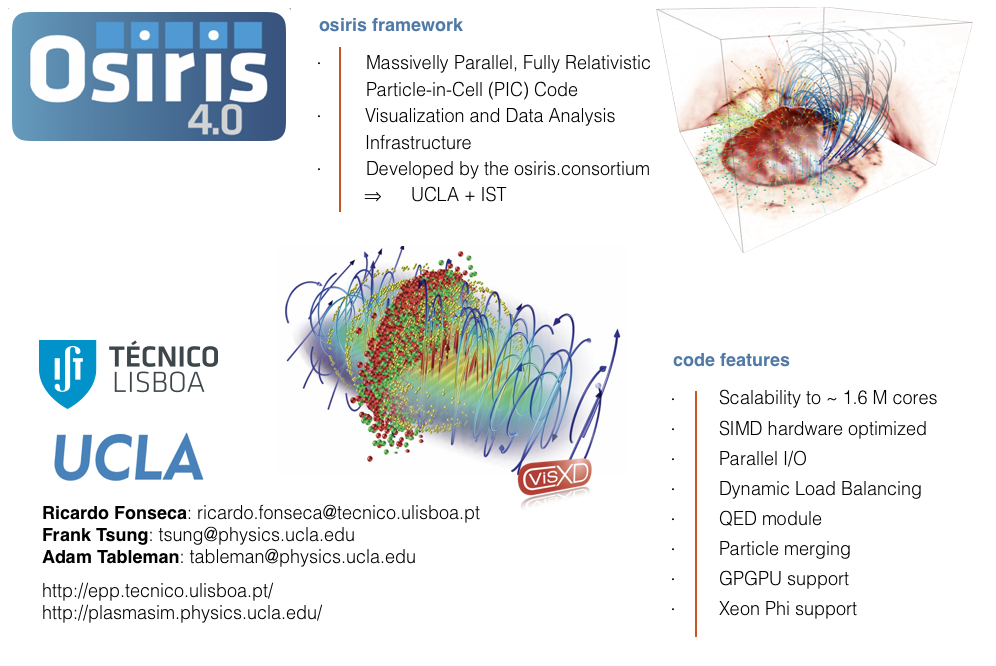 Osiris
4.0
osiris framework
· Massivelly Parallel, Fully Relativistic
Particle-in-Cell (PIC) Code
· Visualization and Data Analysis
Infrastructure
· Developed by the osiris.consortium
⇒ UCLA + IST
TÉCNICO
LISBOA
UCLA
visXD
Ricardo Fonseca: ricardo.fonseca@tecnico.ulisboa.pt
Frank Tsung: tsung@physics.ucla.edu
Adam Tableman: tableman@physics.ucla.edu
http://epp.tecnico.ulisboa.pt/
http://plasmasim.physics.ucla.edu/
code features
· Scalability to ~ 1.6 M cores
· SIMD hardware optimized
· Parallel I/O
· Dynamic Load Balancing
· QED module
· Particle merging
· GPGPU support
· Xeon Phi support